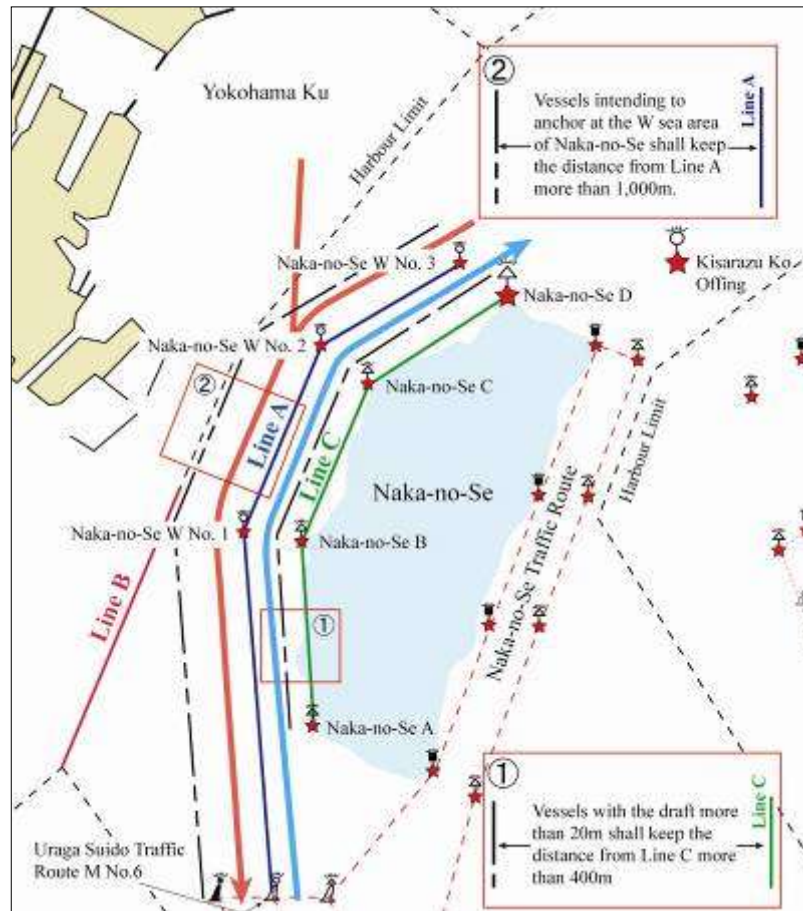 Yokohama Ku
Harbour Limit
②
Vessels intending to
anchor at the W sea area
of Naka-no-Se shall keep
the distance from Line A
more than 1,000m.
Line A
Naka-no-Se W No. 3
Kisarazu Ko
Offing
Naka-no-Se D
Naka-no-Se W No. 2
②
Line A
Naka-no-Se C
Line C
Harbour Limit
Naka-no-Se
Naka-no-Se W No. 1
Naka-no-Se B
Naka-no-Se Traffic Route
Line B
①
Naka-no-Se A
①
Vessels with the draft more
than 20m shall keep the
distance from Line C more
than 400m
Line C
Uraga Suido Traffic
Route M No.6